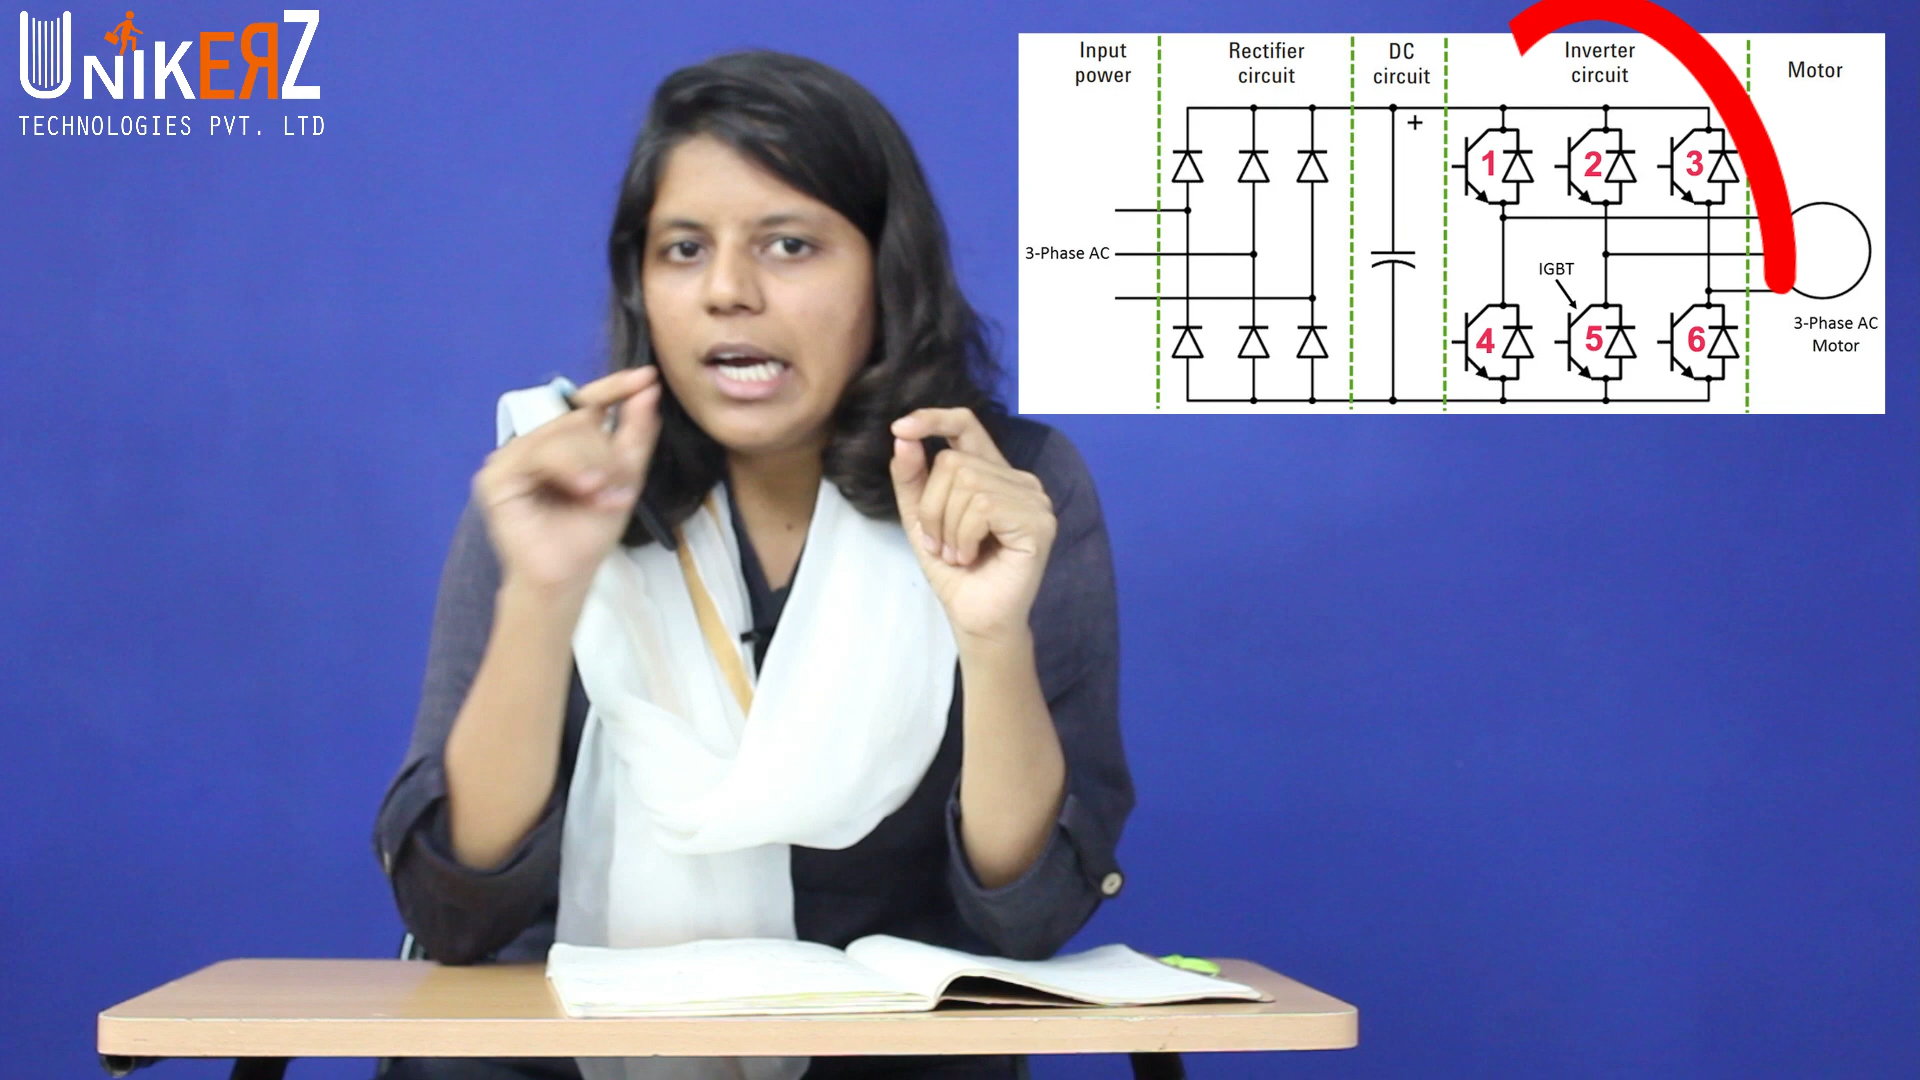 UNIKERZ
TECHNOLOGIES PVT. LTD
Input
power
Rectifier
circuit
DC
circuit
Inverter
circuit
Motor
+
1
2
3
3-Phase AC
IGBT
4
5
6
3-Phase AC
Motor